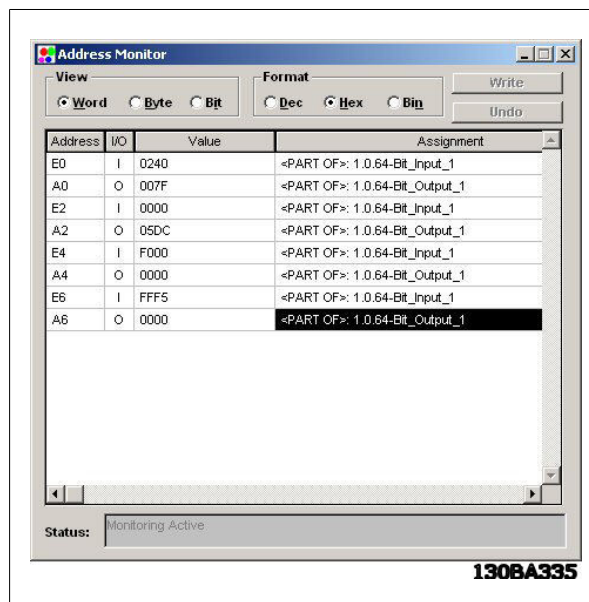 Address Monitor
View
Format
Word Byte Bit
Dec Hex Bin
Write
Undo
Address I/O Value Assignment
E0 I 0240 <PART OF>: 1.0.64-Bit_Input_1
A0 O 007F <PART OF>: 1.0.64-Bit_Output_1
E2 I 0000 <PART OF>: 1.0.64-Bit_Input_1
A2 O 05DC <PART OF>: 1.0.64-Bit_Output_1
E4 I F000 <PART OF>: 1.0.64-Bit_Input_1
A4 O 0000 <PART OF>: 1.0.64-Bit_Output_1
E6 I FFF5 <PART OF>: 1.0.64-Bit_Input_1
A6 O 0000 <PART OF>: 1.0.64-Bit_Output_1
Status: Monitoring Active
130BA335